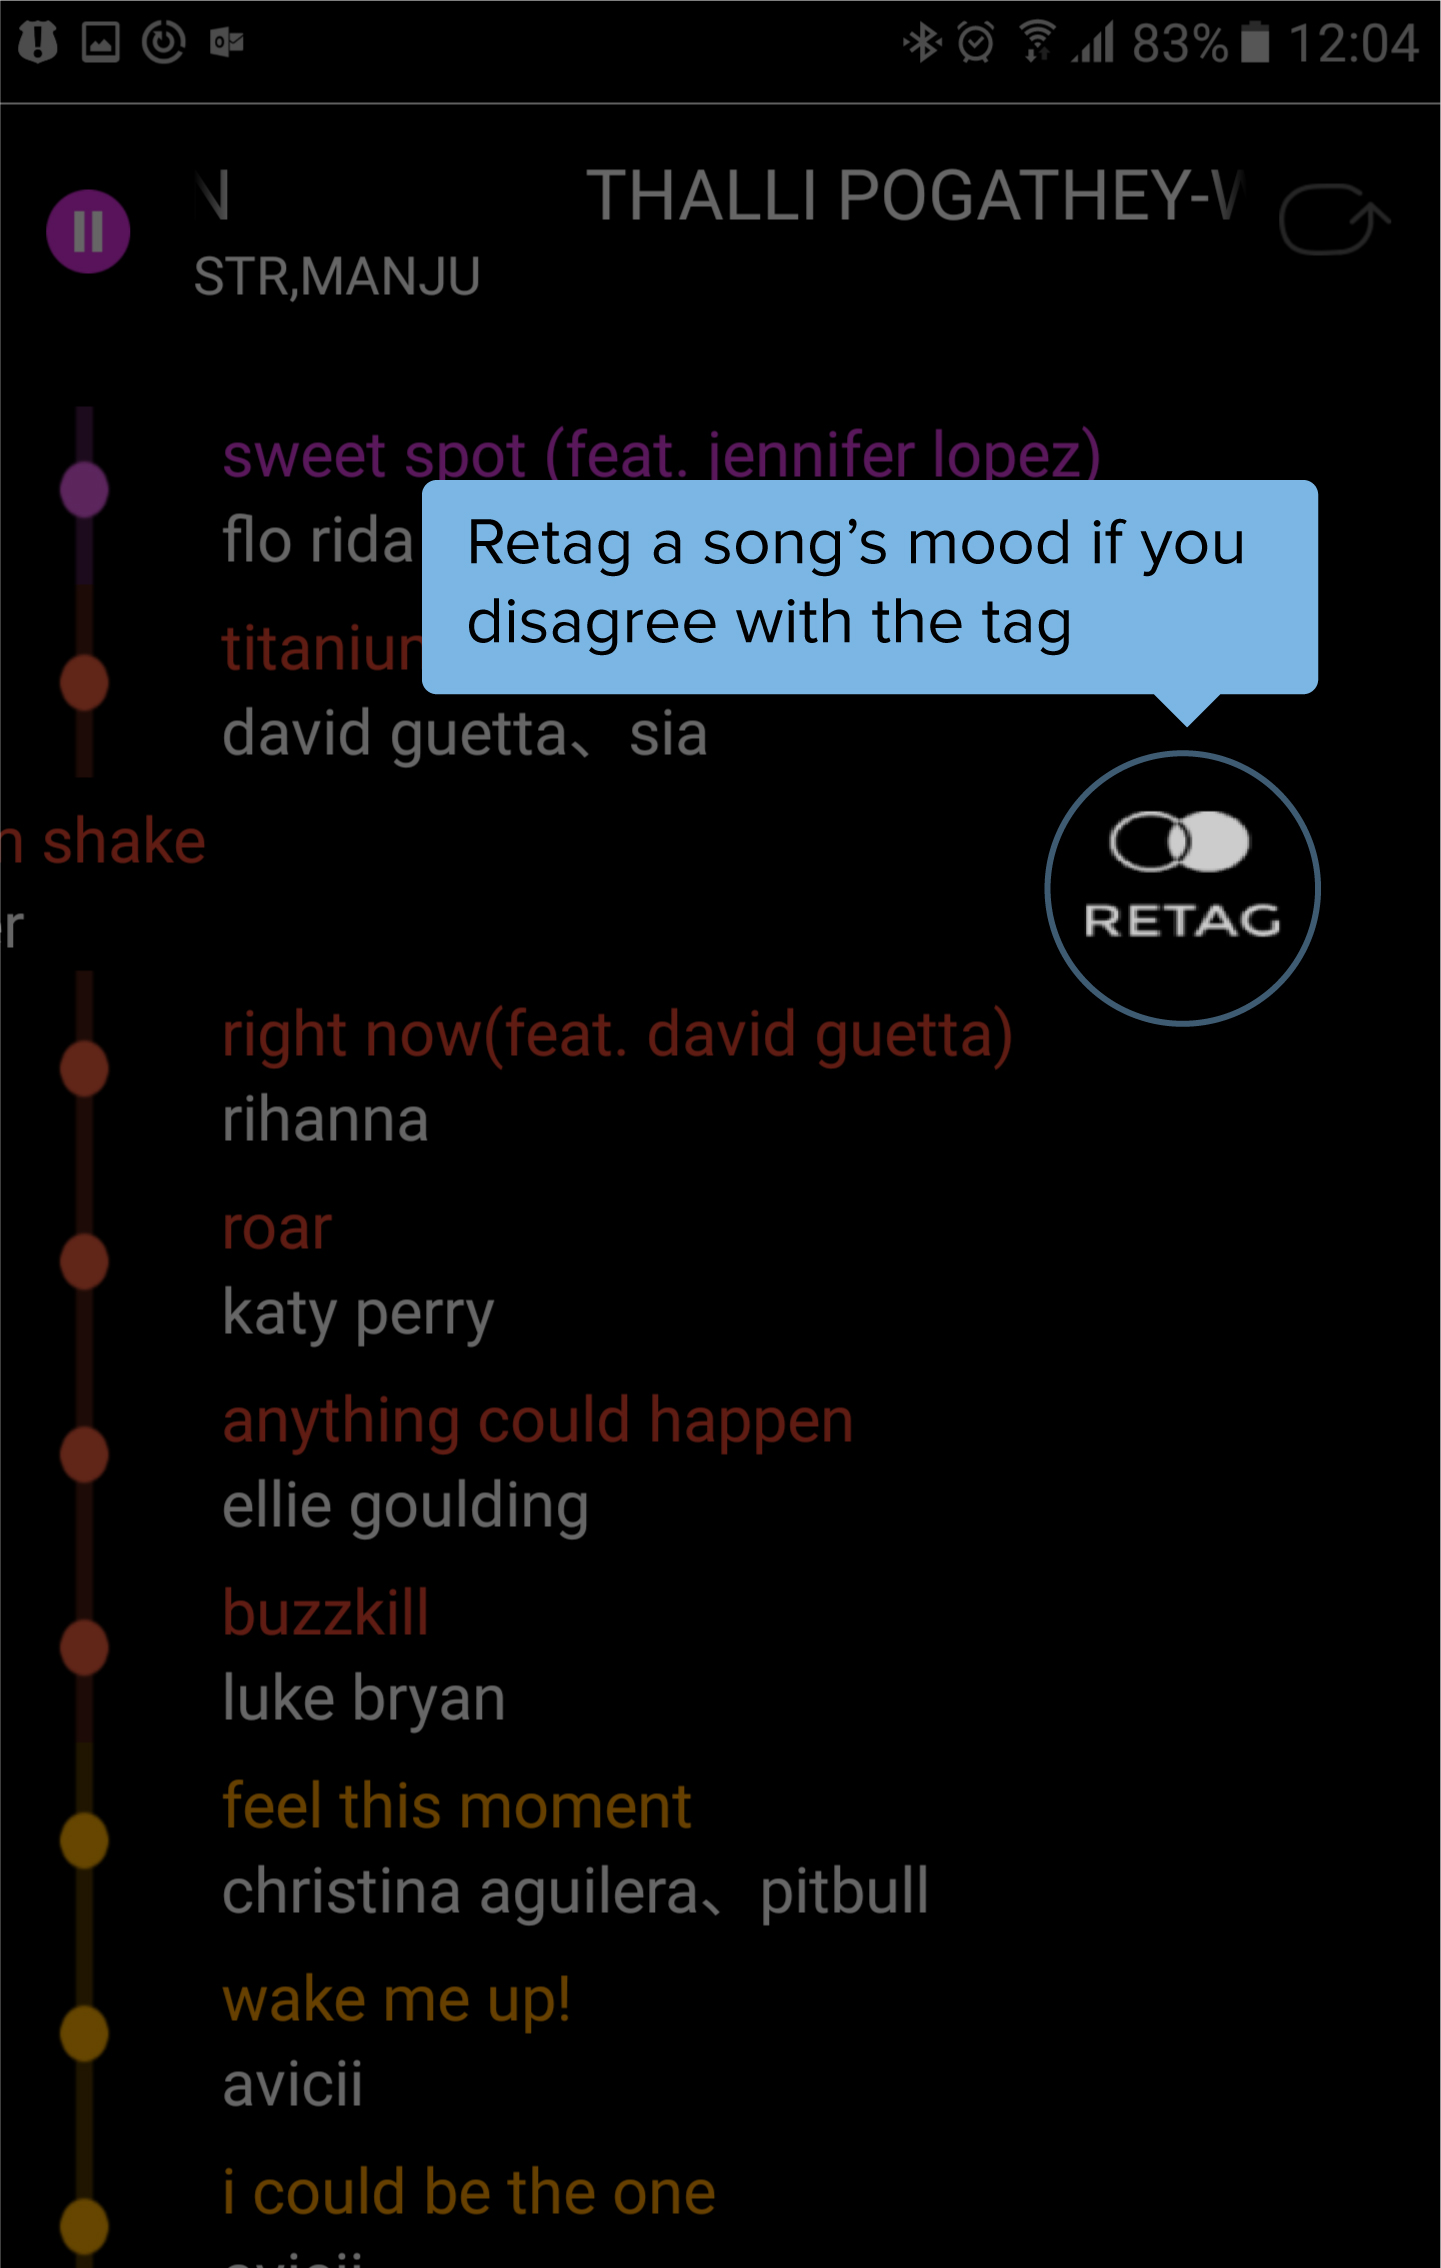 83% 12:04
N THALLI POGATHEY-
STR,MANJU
sweet spot (feat. jennifer lopez)
flo rida
Retag a song’s mood if you
disagree with the tag
david guetta、 sia
shake
RETAG
right now(feat. david guetta)
rihanna
roar
katy perry
anything could happen
ellie goulding
buzzkill
luke bryan
feel this moment
christina aguilera、 pitbull
wake me up!
avicii
i could be the one